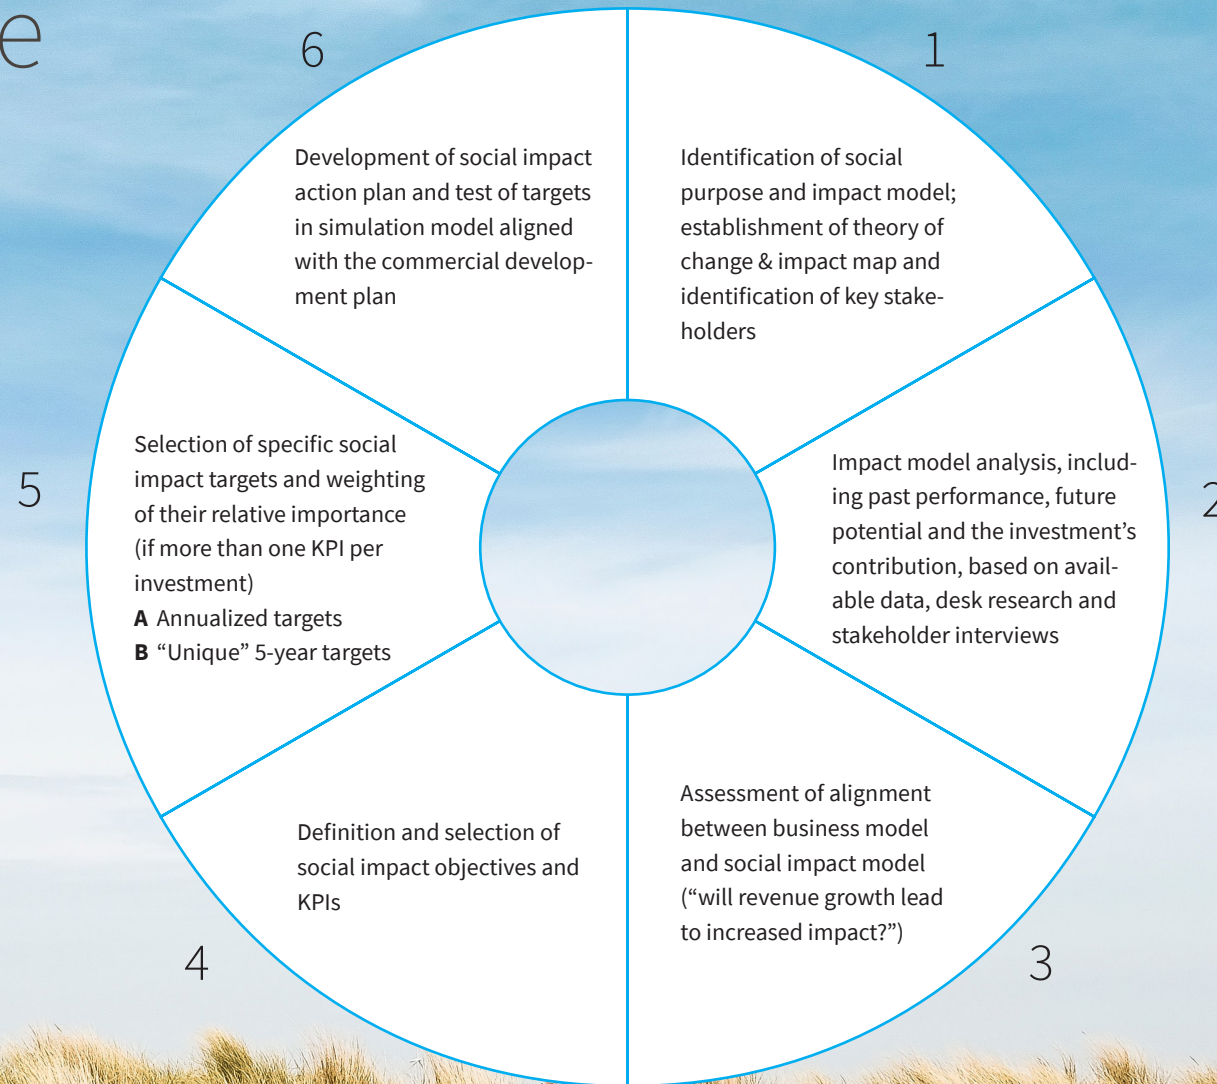 e
1
Identification of social
purpose and impact model;
establishment of theory of
change & impact map and
identification of key stake-
holders
2
Impact model analysis, includ-
ing past performance, future
potential and the investment’s
contribution, based on avail-
able data, desk research and
stakeholder interviews
3
Assessment of alignment
between business model
and social impact model
(“will revenue growth lead
to increased impact?”)
4
Definition and selection of
social impact objectives and
KPIs
5
Selection of specific social
impact targets and weighting
of their relative importance
(if more than one KPI per
investment)
A Annualized targets
B “Unique” 5-year targets
6
Development of social impact
action plan and test of targets
in simulation model aligned
with the commercial develop-
ment plan